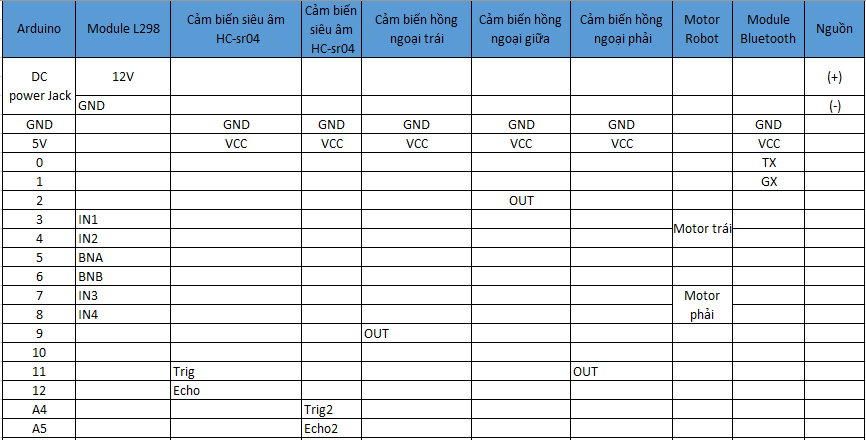 Arduino Module L298 Cảm biến siêu âm HC-sr04 Cảm biến siêu âm HC-sr04 Cảm biến hồng ngoại trái Cảm biến hồng ngoại giữa Cảm biến hồng ngoại phải Motor Robot Module Bluetooth Nguồn
DC power Jack 12V (+)
GND (-)
GND GND GND GND GND GND GND
5V VCC VCC VCC VCC VCC VCC
0 TX
1 GX
2 OUT
3 IN1 Motor trái
4 IN2
5 BNA
6 BNB
7 IN3 Motor phải
8 IN4
9 OUT
10
11 Trig OUT
12 Echo
A4 Trig2
A5 Echo2